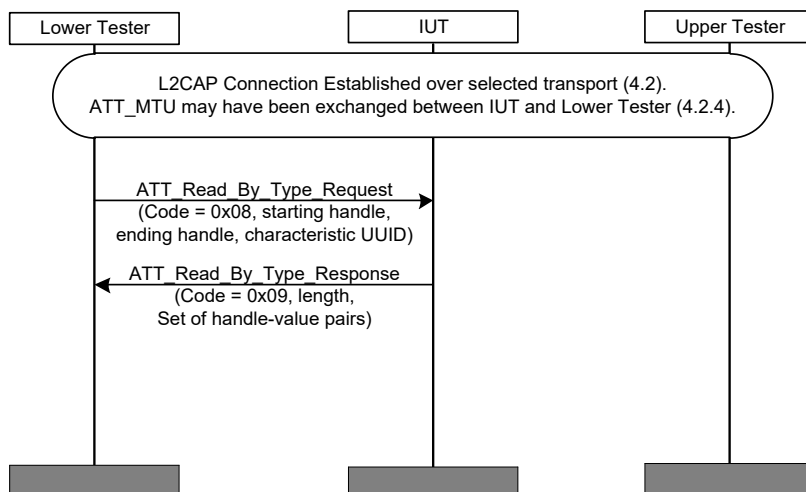 Lower Tester
IUT
Upper Tester
L2CAP Connection Established over selected transport (4.2).
ATT_MTU may have been exchanged between IUT and Lower Tester (4.2.4).
ATT_Read_By_Type_Request
(Code = 0x08, starting handle,
ending handle, characteristic UUID)
ATT_Read_By_Type_Response
(Code = 0x09, length,
Set of handle-value pairs)